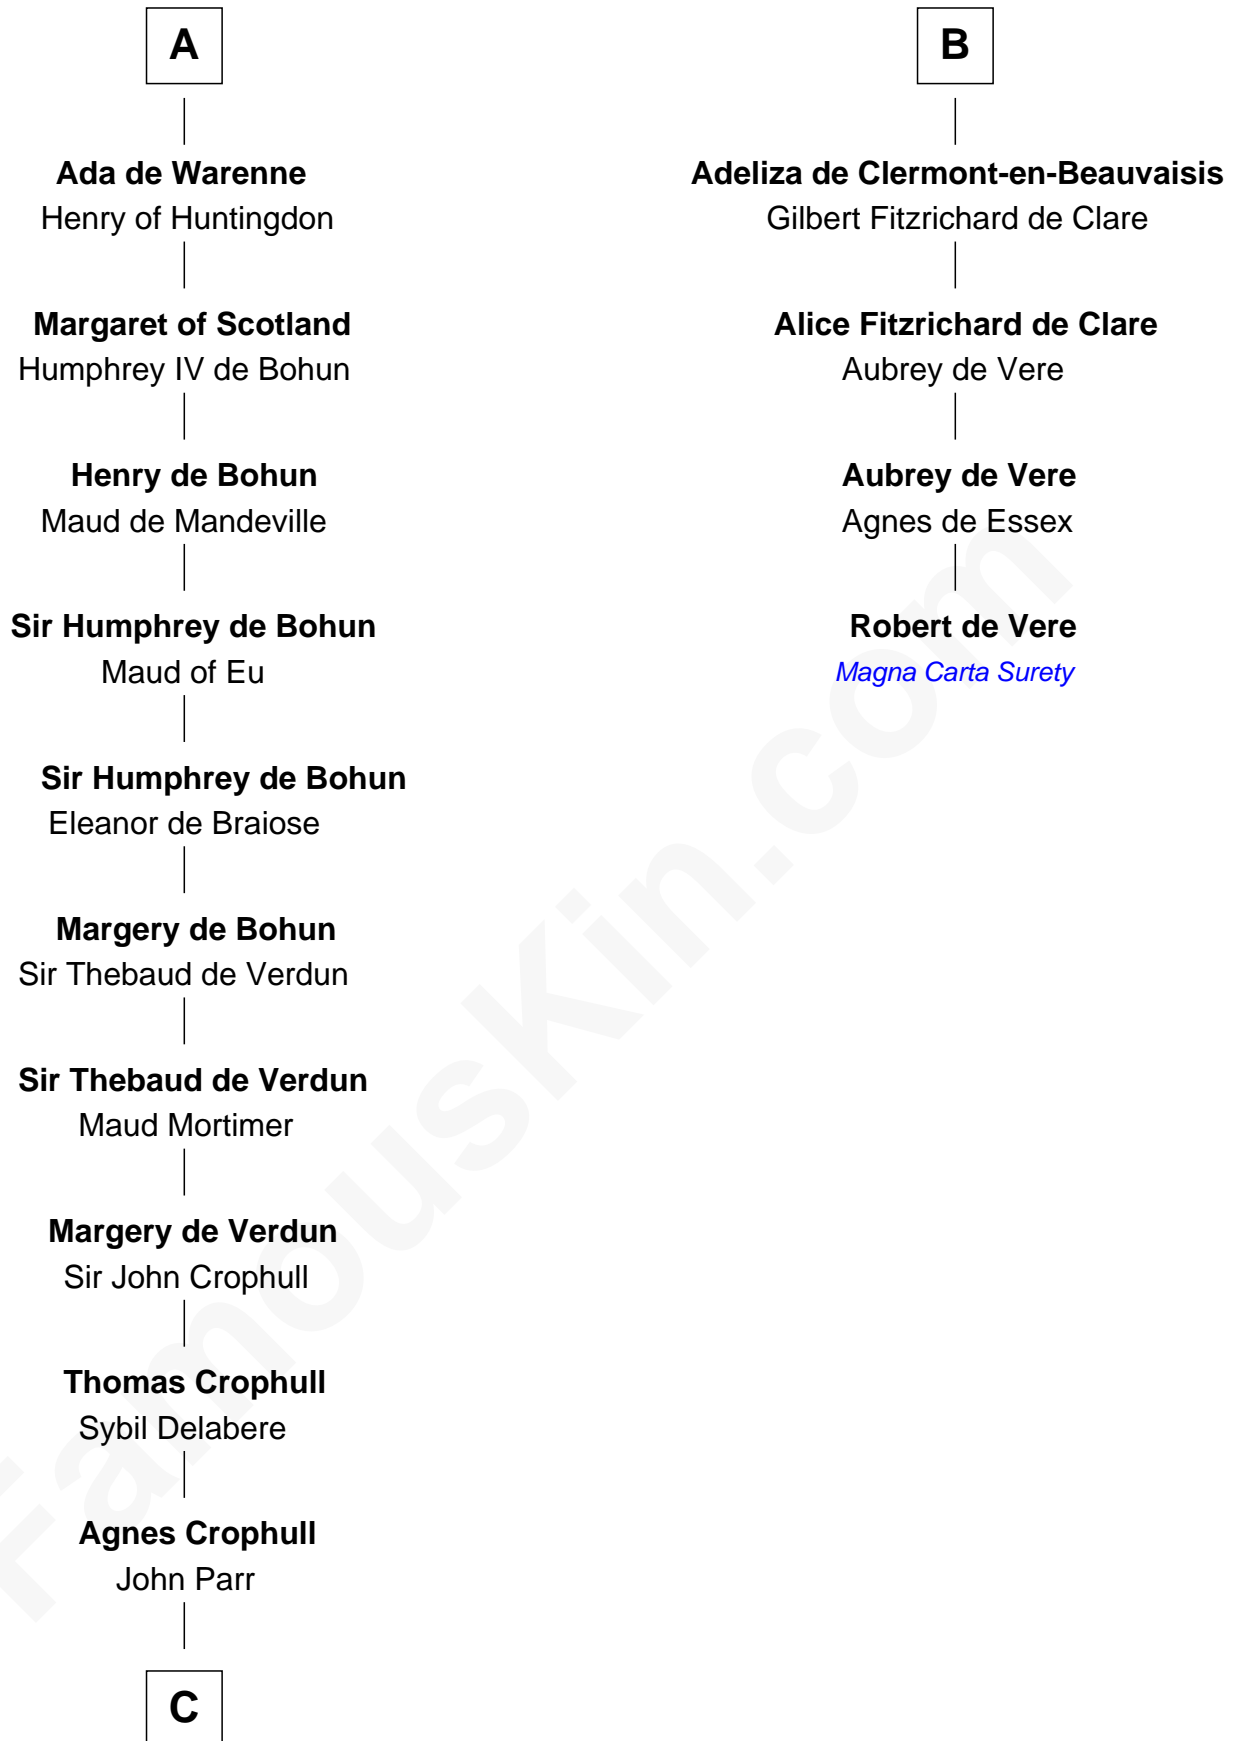 A
Ada de Warenne
Henry of Huntingdon
Margaret of Scotland
Humphrey IV de Bohun
Henry de Bohun
Maud de Mandeville
Sir Humphrey de Bohun
Maud of Eu
Sir Humphrey de Bohun
Eleanor de Braiose
Margery de Bohun
Sir Thebaud de Verdun
Sir Thebaud de Verdun
Maud Mortimer
Margery de Verdun
Sir John Crophull
Thomas Crophull
Sybil Delabere
Agnes Crophull
John Parr
C
B
Adeliza de Clermont-en-Beauvaisis
Gilbert Fitzrichard de Clare
Alice Fitzrichard de Clare
Aubrey de Vere
Aubrey de Vere
Agnes de Essex
Robert de Vere
Magna Carta Surety
FamousKin.com